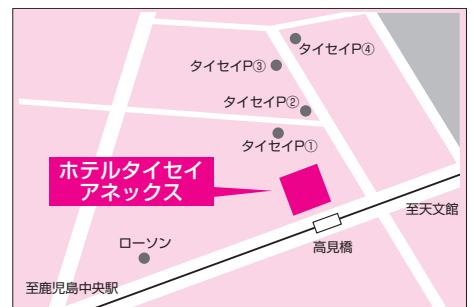 タイセイP④
タイセイP③
タイセイP②
タイセイP①
ホテルタイセイ
アネックス
至天文館
高見橋
ローソン
至鹿児島中央駅